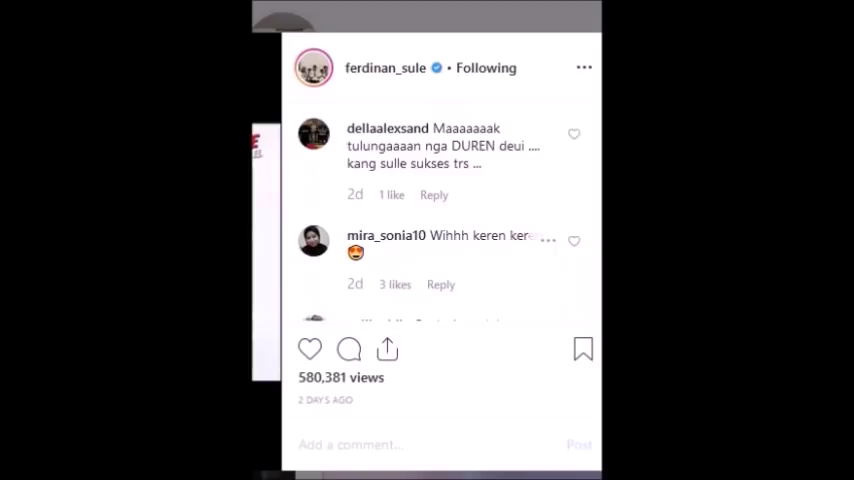 ferdinan_sule • Following
dellaalexsand Maaaaaaak
tulungaaaan nga DUREN deui ....
kang sulle sukses trs ...
2d 1 like Reply
mira_sonia10 Wihhh keren keren
2d 3 likes Reply
580,381 views
2 DAYS AGO
Add a comment... Post